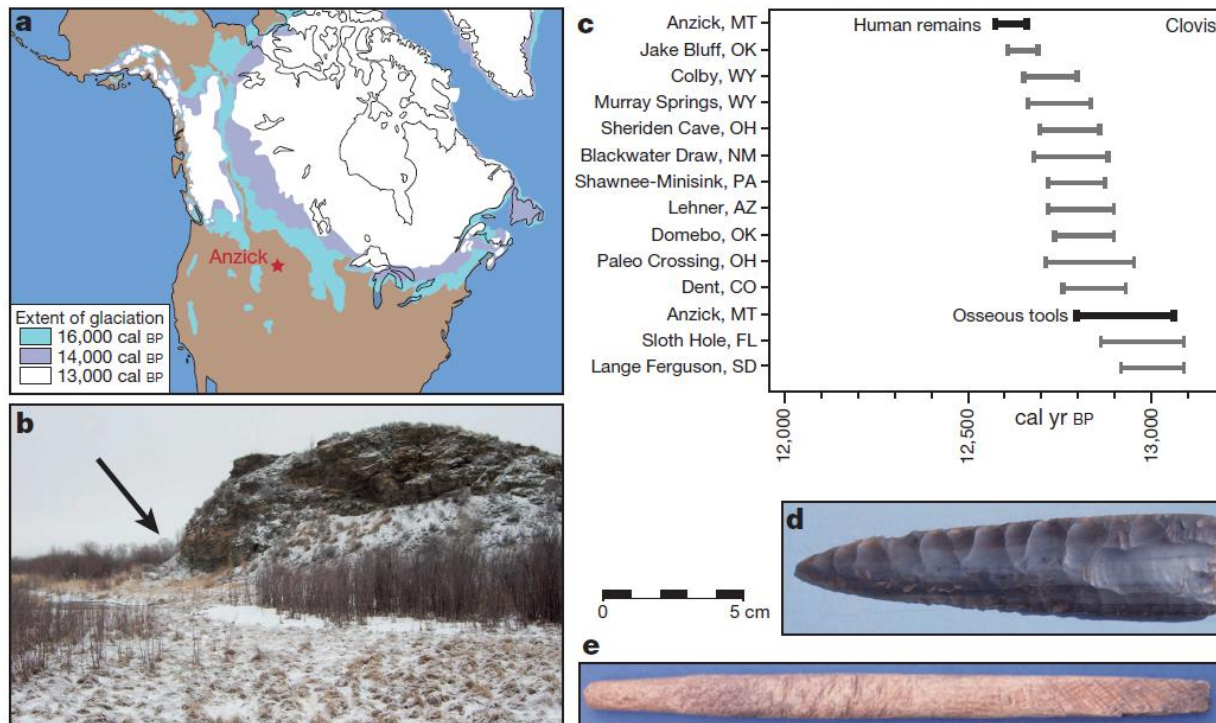 a
Anzick
Extent of glaciation
16,000 cal BP
14,000 cal BP
13,000 cal BP
b
c
Anzick, MT
Human remains
Clovis
Jake Bluff, OK
Colby, WY
Murray Springs, WY
Sheriden Cave, OH
Blackwater Draw, NM
Shawnee-Minisink, PA
Lehner, AZ
Domebo, OK
Paleo Crossing, OH
Dent, CO
Anzick, MT
Osseous tools
Sloth Hole, FL
Lange Ferguson, SD
12,000
12,500
cal yr BP
13,000
d
0
5 cm
e